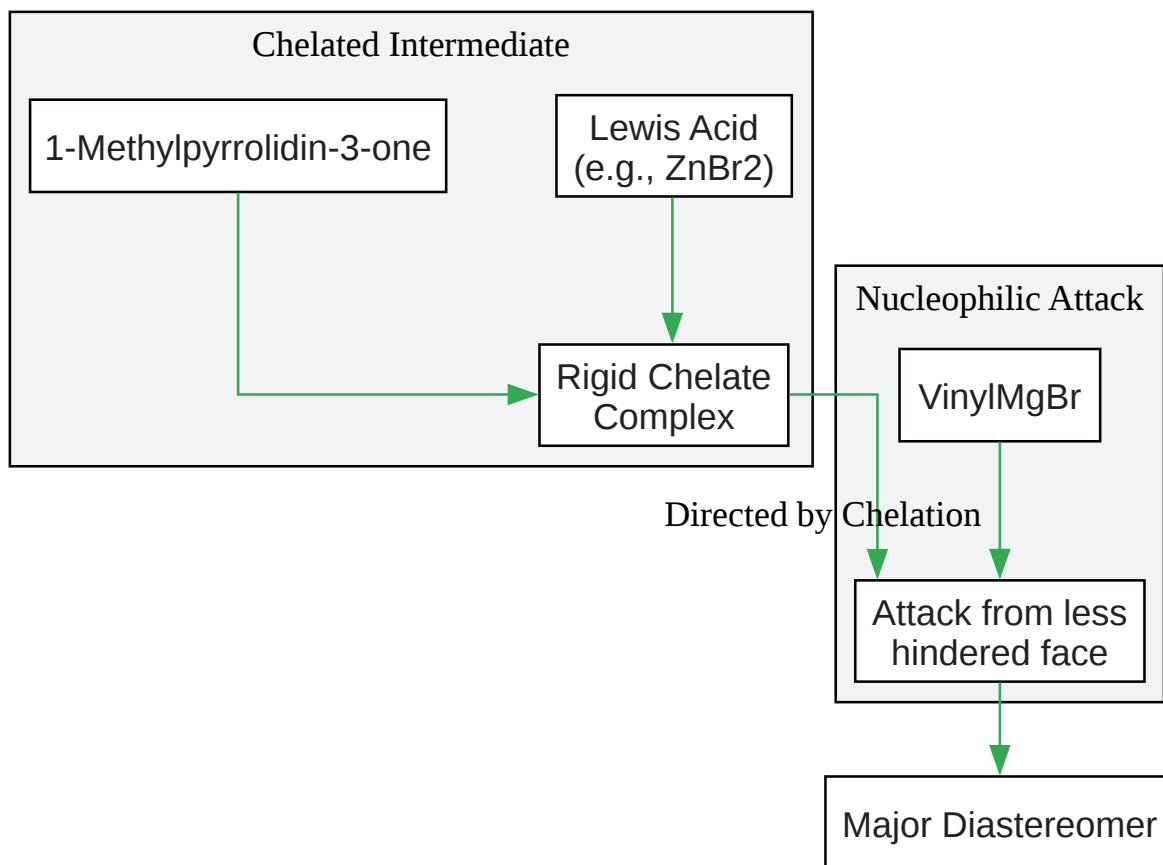 Chelated Intermediate
1-Methylpyrrolidin-3-one
Lewis Acid
(e.g., ZnBr2)
Rigid Chelate
Complex
Nucleophilic Attack
VinylMgBr
Directed by Chelation
Attack from less
hindered face
Major Diastereomer